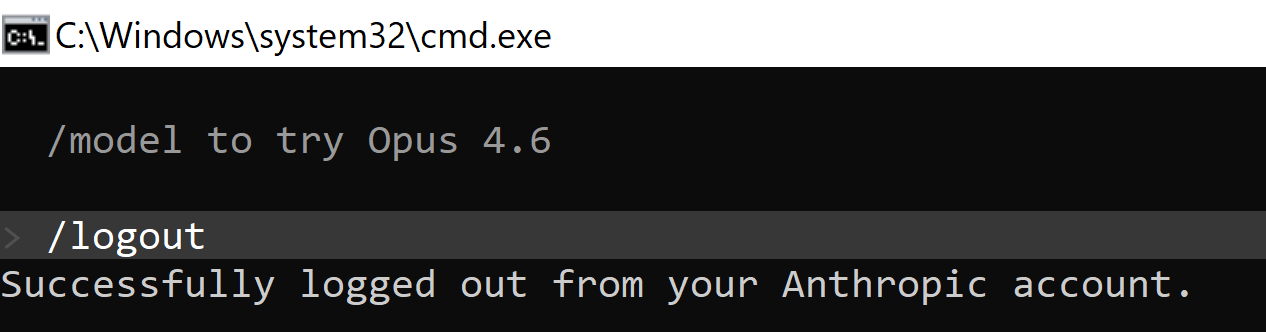 C:\Windows\system32\cmd.exe
/model to try Opus 4.6
> /logout
Successfully logged out from your Anthropic account.